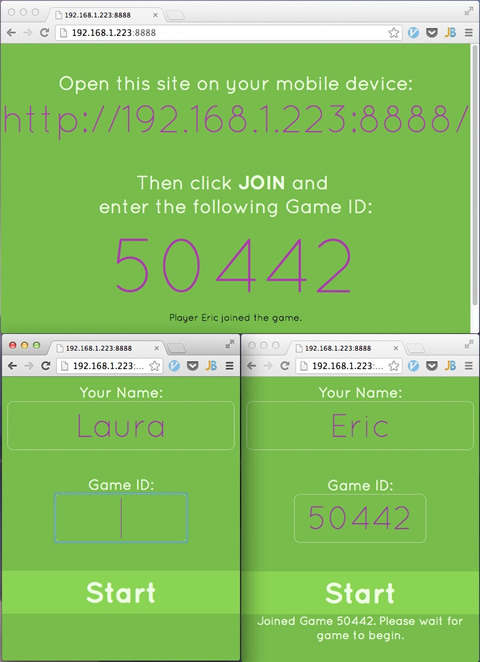 192.168.1.223:8888
192.168.1.223:8888
JB
Open this site on your mobile device:
http://192.168.1.223:8888/
Then click JOIN and
enter the following Game ID:
50442
Player Eric joined the game.
192.168.1.223:8888
192.168.1.223:...
JB
Your Name:
Laura
Game ID:
Start
192.168.1.223:8888
192.168.1.223:...
JB
Your Name:
Eric
Game ID:
50442
Start
Joined Game 50442. Please wait for
game to begin.